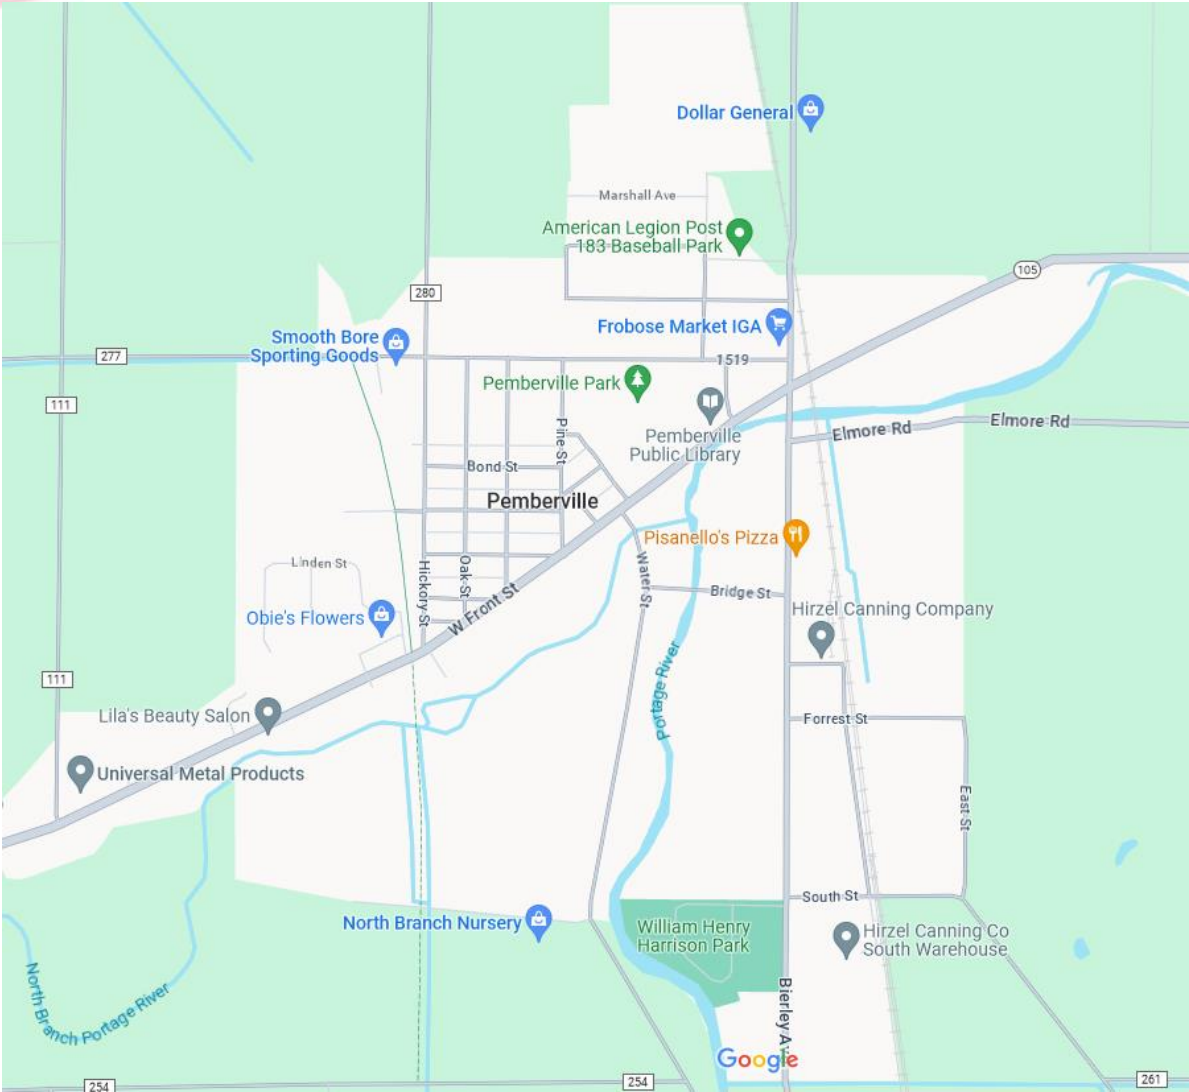 Dollar General
Marshall Ave
American Legion Post
183 Baseball Park
105
280
Frobose Market IGA
Smooth Bore
Sporting Goods
277
1519
Pemberville Park
111
Pine St
Pemberville
Public Library
Elmore Rd
Elmore Rd
Bond St
Pemberville
Pisanello's Pizza
Linden St
Hickory St
Oak St
Water St
Bridge St
W Front St
Obie's Flowers
Hirzel Canning Company
111
Portage River
Lila's Beauty Salon
Forrest St
Universal Metal Products
East St
South St
North Branch Nursery
William Henry
Harrison Park
Hirzel Canning Co
South Warehouse
North Branch Portage River
Bierley Av
Google
254
254
261